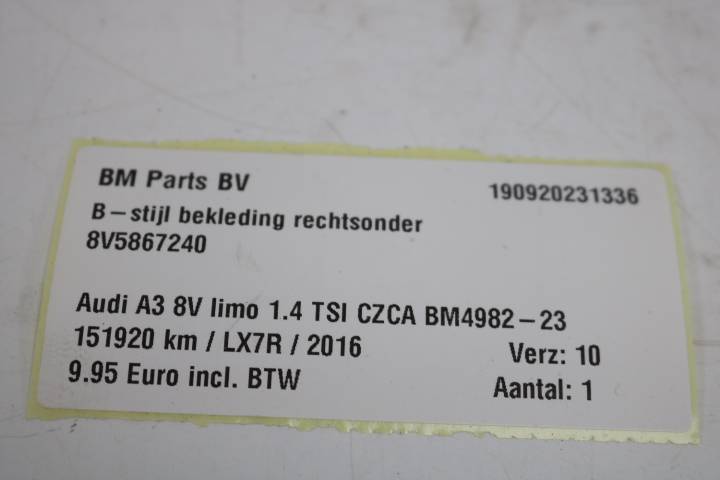 BM Parts BV 190920231336
B-stijl bekleding rechtsonder
8V5867240
Audi A3 8V limo 1.4 TSI CZCA BM4982-23
151920 km / LX7R / 2016 Verz: 10
9.95 Euro incl. BTW Aantal: 1